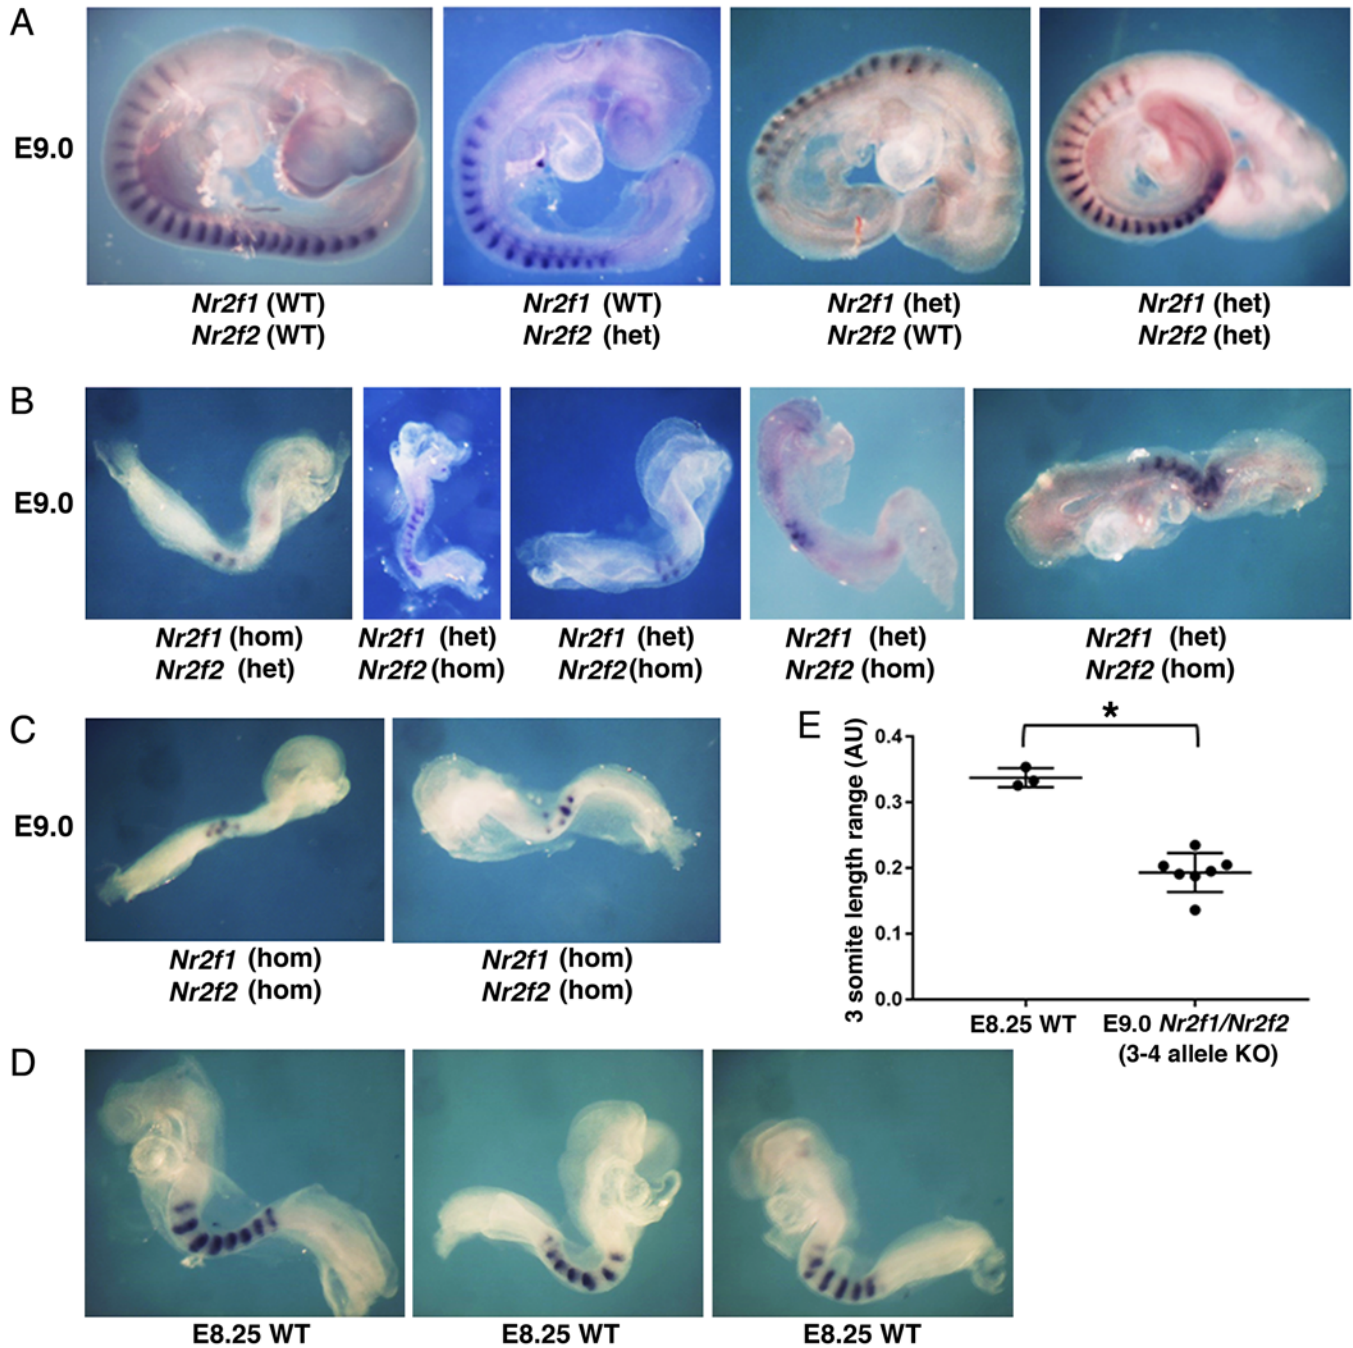 A
E9.0
Nr2f1 (WT)
Nr2f2 (WT)
Nr2f1 (WT)
Nr2f2 (het)
Nr2f1 (het)
Nr2f2 (WT)
Nr2f1 (het)
Nr2f2 (het)
B
E9.0
Nr2f1 (hom)
Nr2f2 (het)
Nr2f1 (het)
Nr2f2 (hom)
Nr2f1 (het)
Nr2f2 (hom)
Nr2f1 (het)
Nr2f2 (hom)
Nr2f1 (het)
Nr2f2 (hom)
C
E9.0
Nr2f1 (hom)
Nr2f2 (hom)
Nr2f1 (hom)
Nr2f2 (hom)
E
3 somite length range (AU)
0.4
0.3
0.2
0.1
0.0
*
E8.25 WT
E9.0 Nr2f1/Nr2f2
(3-4 allele KO)
D
E8.25 WT
E8.25 WT
E8.25 WT